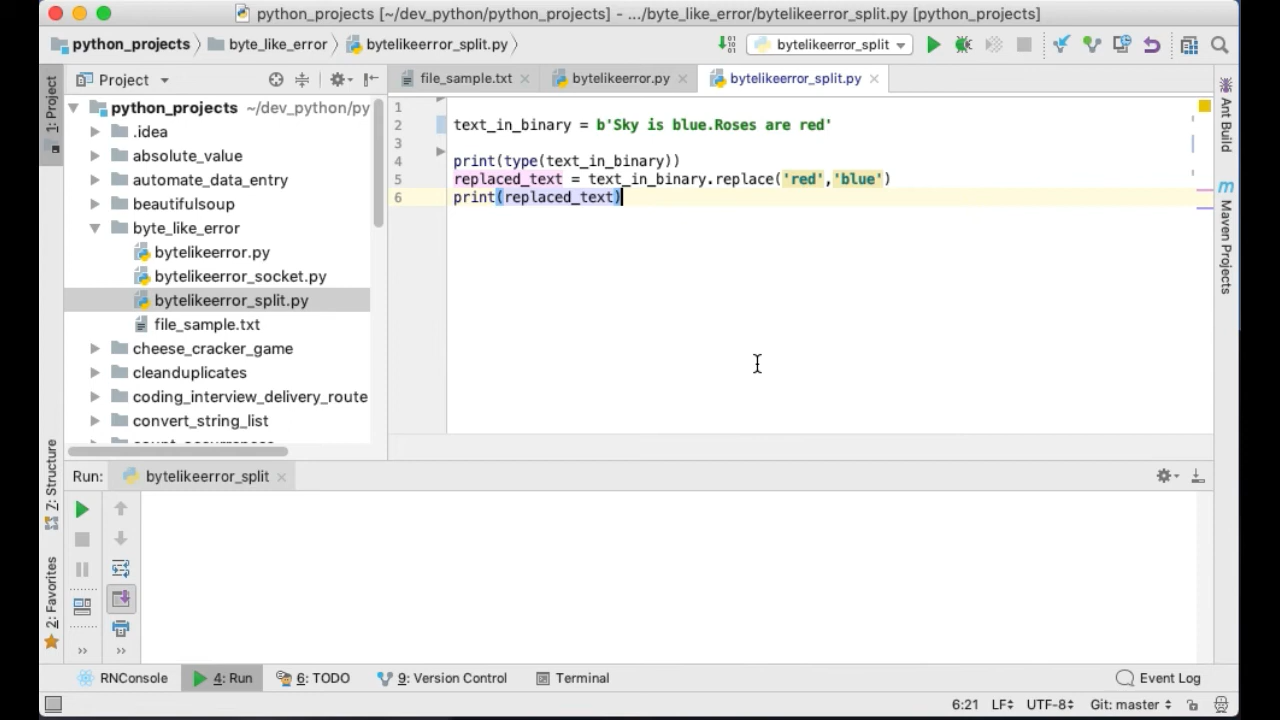 python_projects [~/dev_python/python_projects] - .../byte_like_error/bytelikeerror_split.py [python_projects]
python_projects byte_like_error bytelikeerror_split.py bytelikeerror_split
Project
file_sample.txt bytelikeerror.py bytelikeerror_split.py
1: Project
python_projects ~/dev_python/py
.idea
absolute_value
automate_data_entry
beautifulsoup
byte_like_error
bytelikeerror.py
bytelikeerror_socket.py
bytelikeerror_split.py
file_sample.txt
cheese_cracker_game
cleanduplicates
coding_interview_delivery_route
convert_string_list
count_occurrences
1
2 text_in_binary = b'Sky is blue.Roses are red'
3
4 print(type(text_in_binary))
5 replaced_text = text_in_binary.replace('red','blue')
6 print(replaced_text)
Ant Build
m Maven Projects
Z: Structure
2: Favorites
Run: bytelikeerror_split
RNConsole 4: Run 6: TODO 9: Version Control Terminal Event Log
6:21 LF UTF-8 Git: master